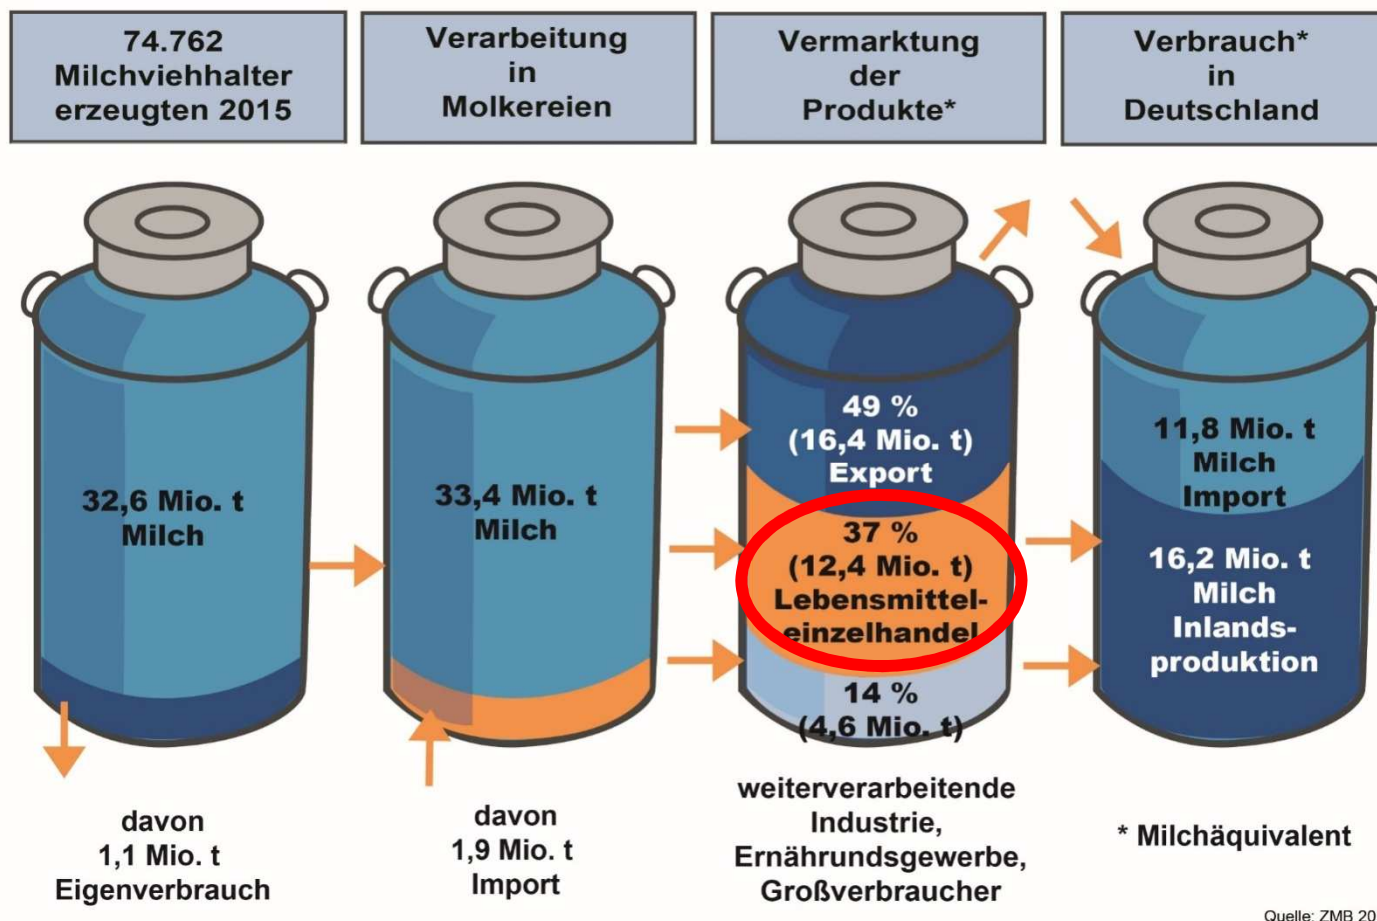 74.762
Milchviehhalter
erzeugten 2015
Verarbeitung
in
Molkereien
Vermarktung
der
Produkte*
Verbrauch*
in
Deutschland
32,6 Mio. t
Milch
davon
1,1 Mio. t
Eigenverbrauch
33,4 Mio. t
Milch
davon
1,9 Mio. t
Import
49 %
(16,4 Mio. t)
Export
37 %
(12,4 Mio. t)
Lebensmittel-
einzelhandel
14 %
(4,6 Mio. t)
weiterverarbeitende
Industrie,
Ernährundsgewerbe,
Großverbraucher
11,8 Mio. t
Milch
Import
16,2 Mio. t
Milch
Inlands-
produktion
* Milchäquivalent
Quelle: ZMB 20